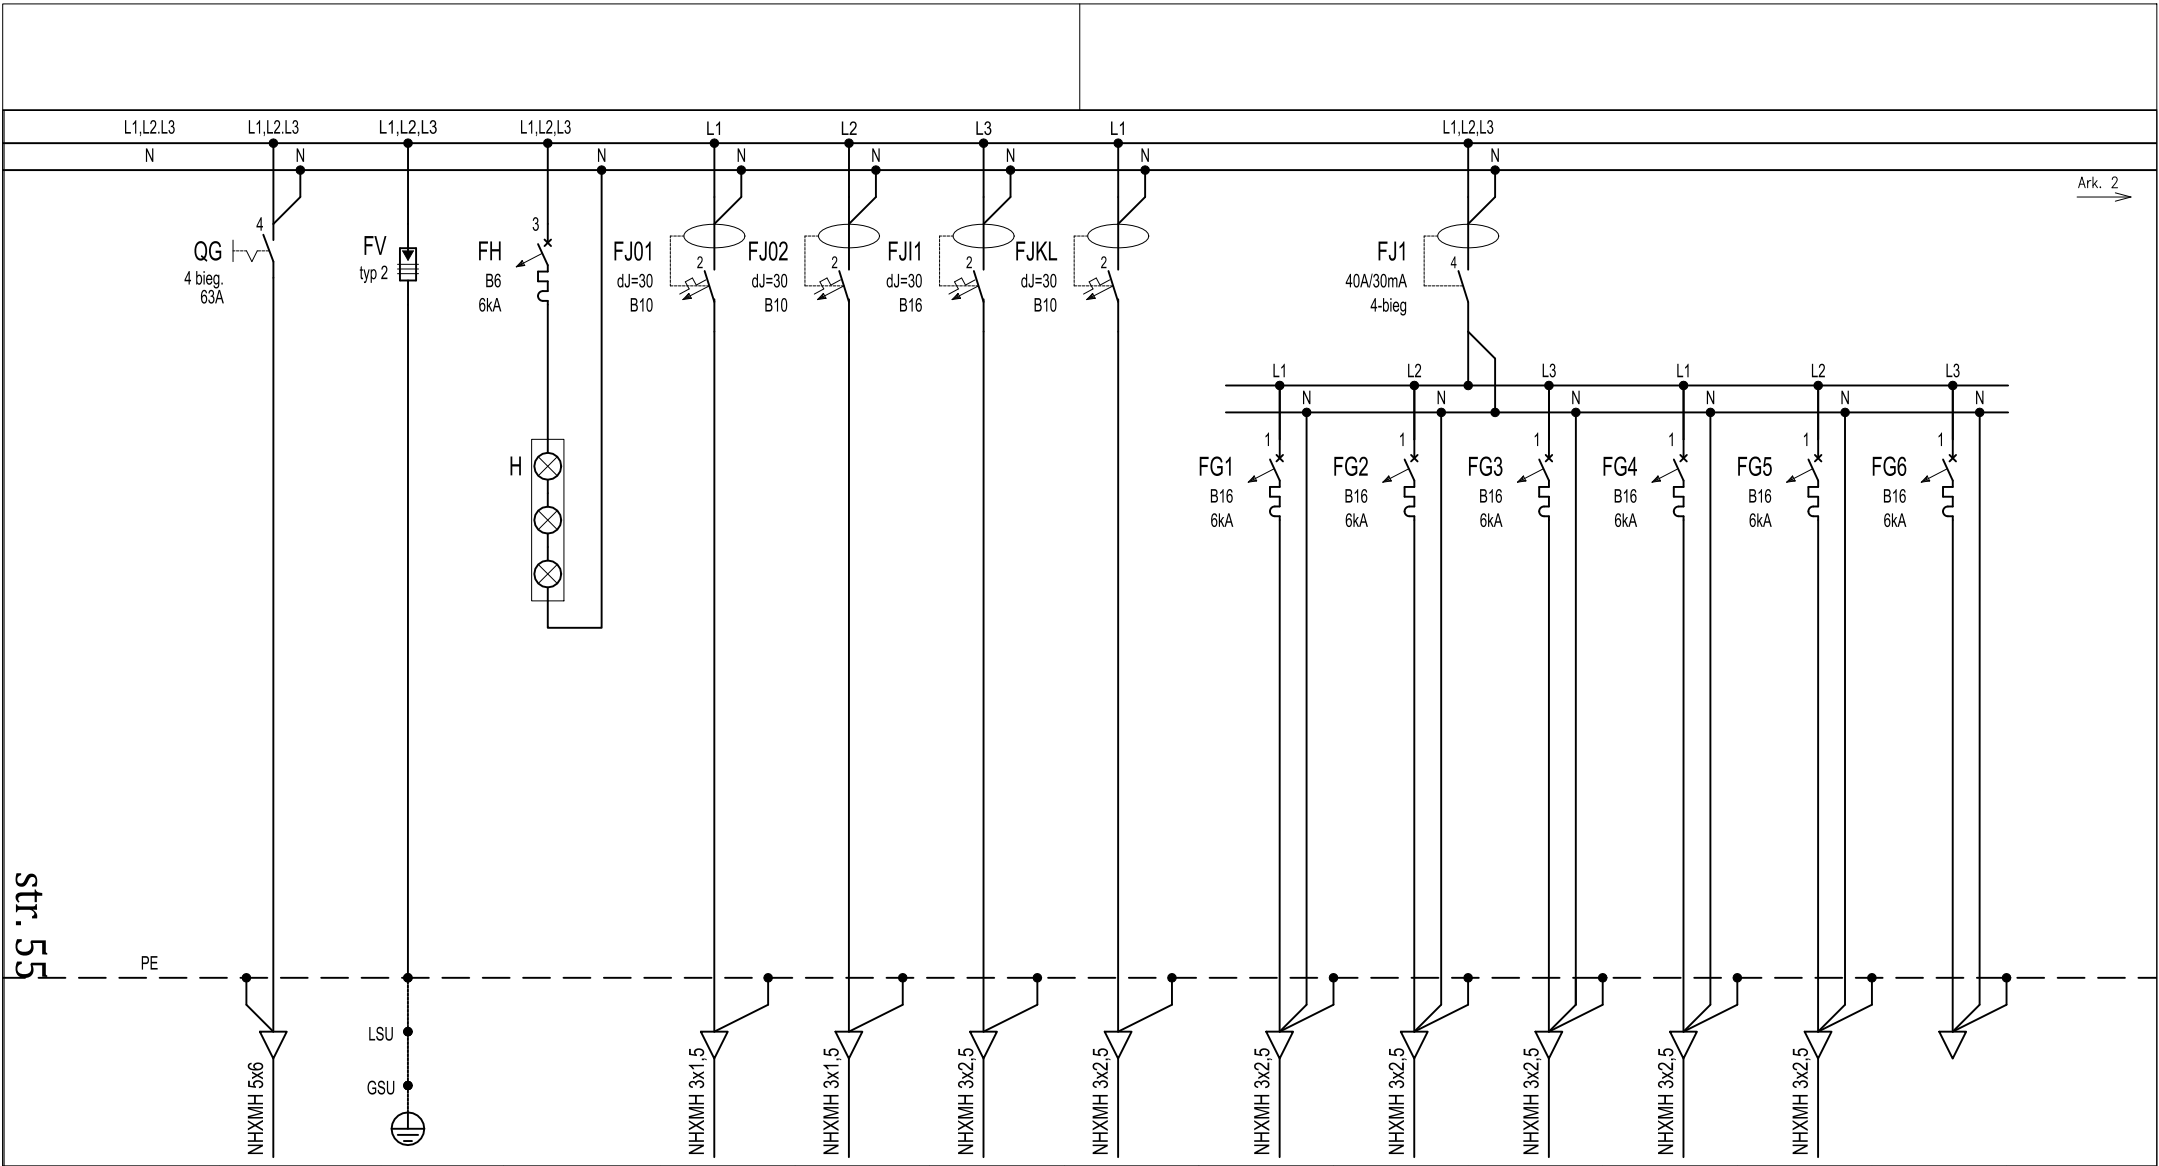 L1,L2.L3 L1,L2.L3 L1,L2,L3 L1,L2,L3 L1 L2 L3 L1 L1,L2,L3
N N N N N N N N
Ark. 2
4
QG
4 bieg.
63A
FV
typ 2
3
FH
B6
6kA
FJ01
2
dJ=30
B10
FJ02
2
dJ=30
B10
FJI1
2
dJ=30
B16
FJKL
2
dJ=30
B10
FJ1
4
40A/30mA
4-bieg
L1 L2 L3 L1 L2 L3
N N N N N N
1 1 1 1 1 1
FG1 FG2 FG3 FG4 FG5 FG6
B16 B16 B16 B16 B16 B16
6kA 6kA 6kA 6kA 6kA 6kA
H
str. 55
PE
LSU
GSU
NHXMH 5x6
NHXMH 3x1,5
NHXMH 3x1,5
NHXMH 3x2,5
NHXMH 3x2,5
NHXMH 3x2,5
NHXMH 3x2,5
NHXMH 3x2,5
NHXMH 3x2,5
NHXMH 3x2,5